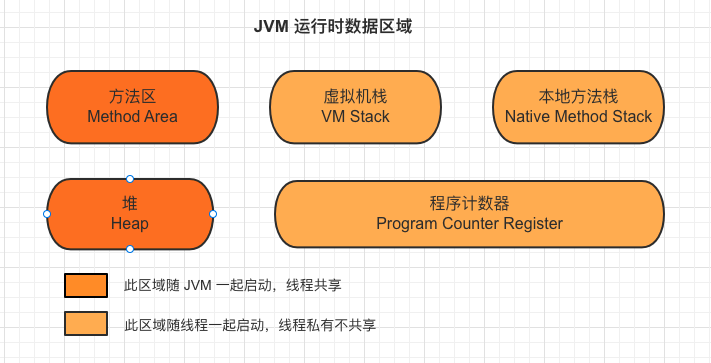 JVM 运行时数据区域
方法区
Method Area
虚拟机栈
VM Stack
本地方法栈
Native Method Stack
堆
Heap
程序计数器
Program Counter Register
此区域随 JVM 一起启动，线程共享
此区域随线程一起启动，线程私有不共享